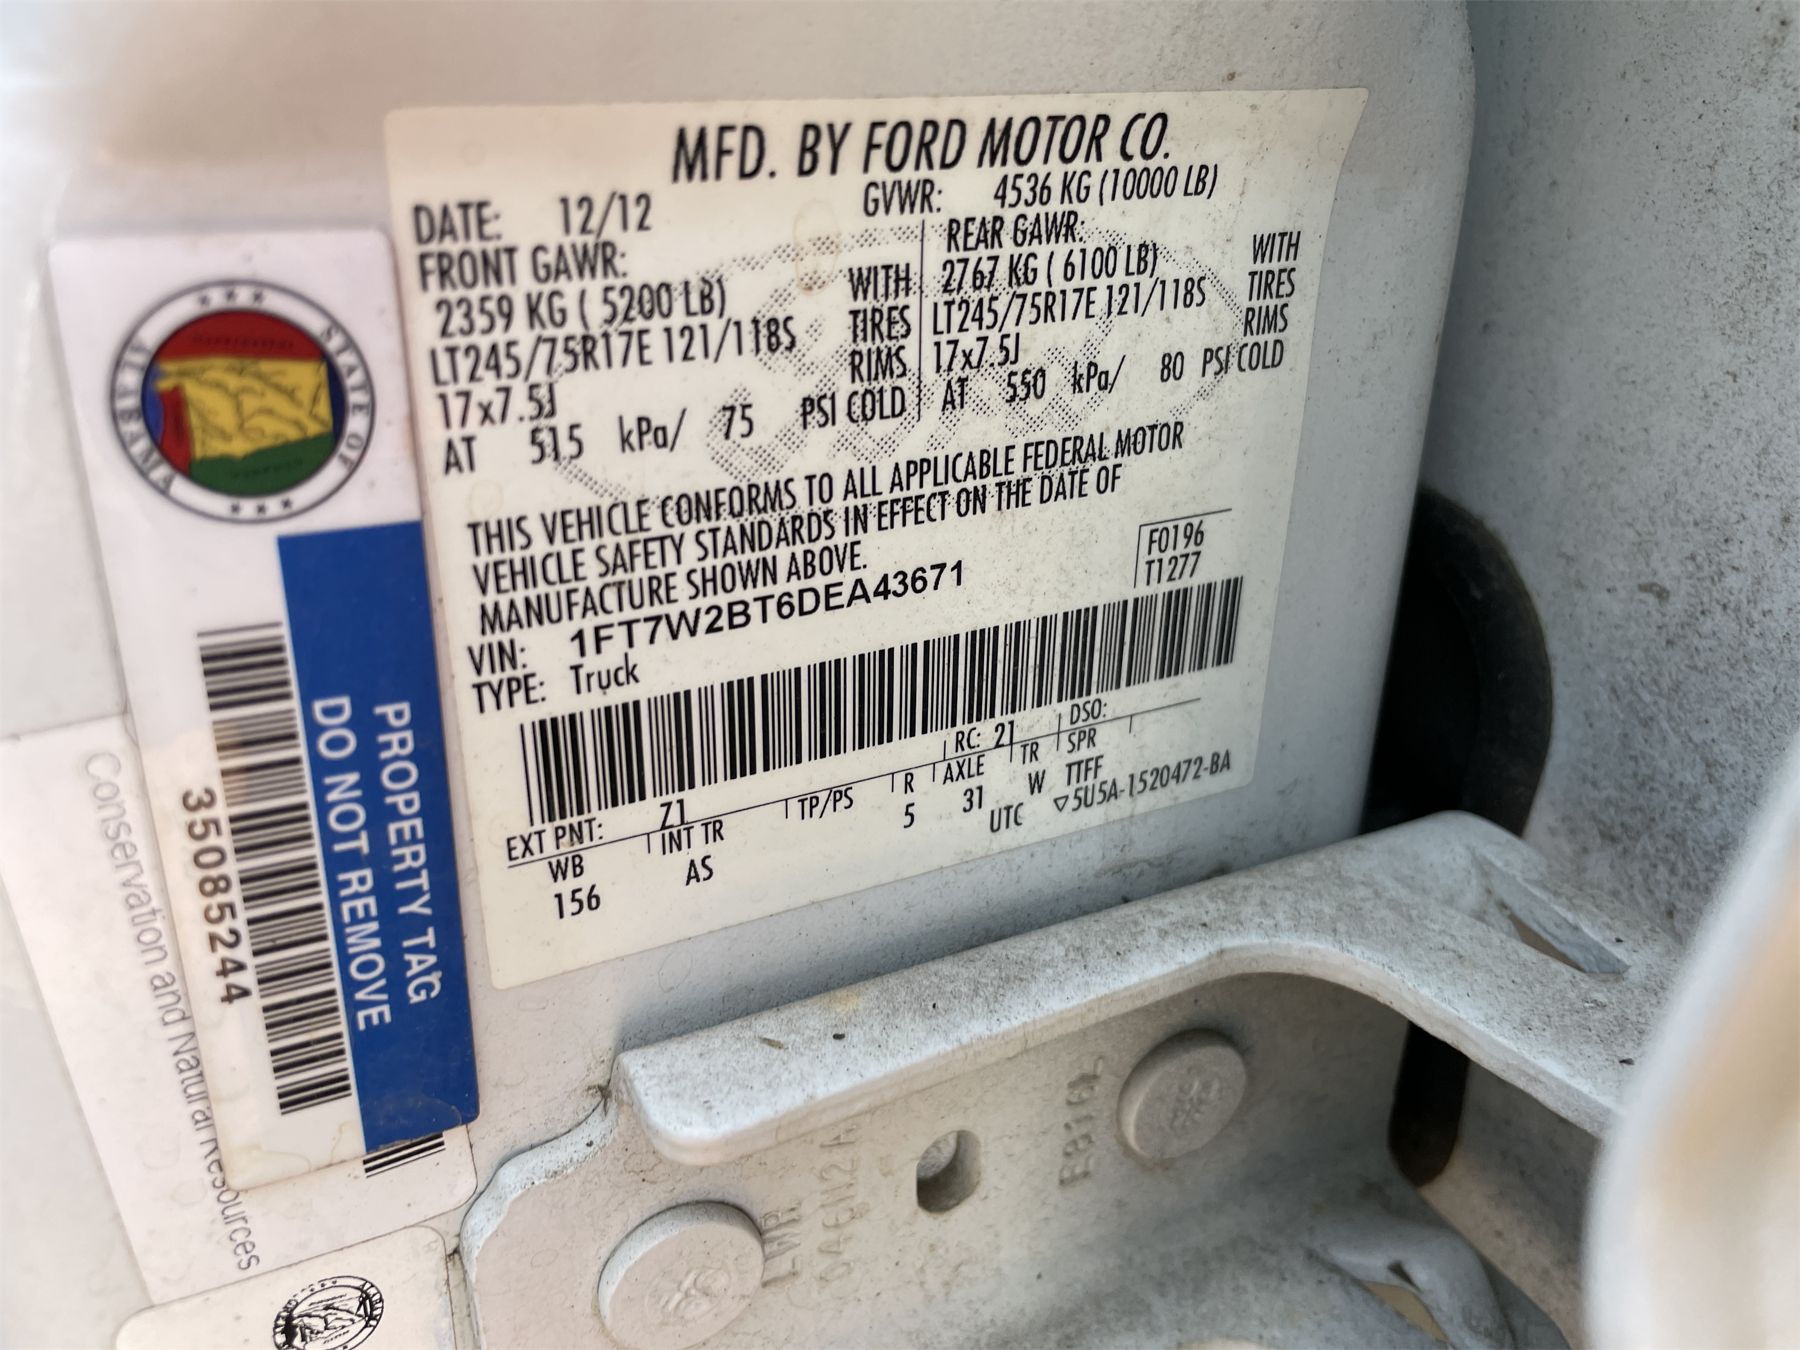 MFD. BY FORD MOTOR CO.
DATE: 12/12 GVWR: 4536 KG (10000 LB)
FRONT GAWR: REAR GAWR:
2359 KG ( 5200 LB) WITH 2767 KG ( 6100 LB) WITH
LT245/75R17E 121/118S TIRES LT245/75R17E 121/118S TIRES
17x7.5J RIMS 17x7.5J RIMS
AT 515 kPa/ 75 PSI COLD AT 550 kPa/ 80 PSI COLD
THIS VEHICLE CONFORMS TO ALL APPLICABLE FEDERAL MOTOR
VEHICLE SAFETY STANDARDS IN EFFECT ON THE DATE OF
MANUFACTURE SHOWN ABOVE.
F0196
T1277
VIN: 1FT7W2BT6DEA43671
TYPE: Truck
EXT PNT: Z1 RC: 21 DSO:
WB INT TR TP/PS R AXLE TR SPR
156 AS 5 31 W TTFF
UTC ▽5U5A-1520472-BA
STATE OF
ALABAMA
PROPERTY TAG
DO NOT REMOVE
35085244
Conservation and Natural Resources
LWR